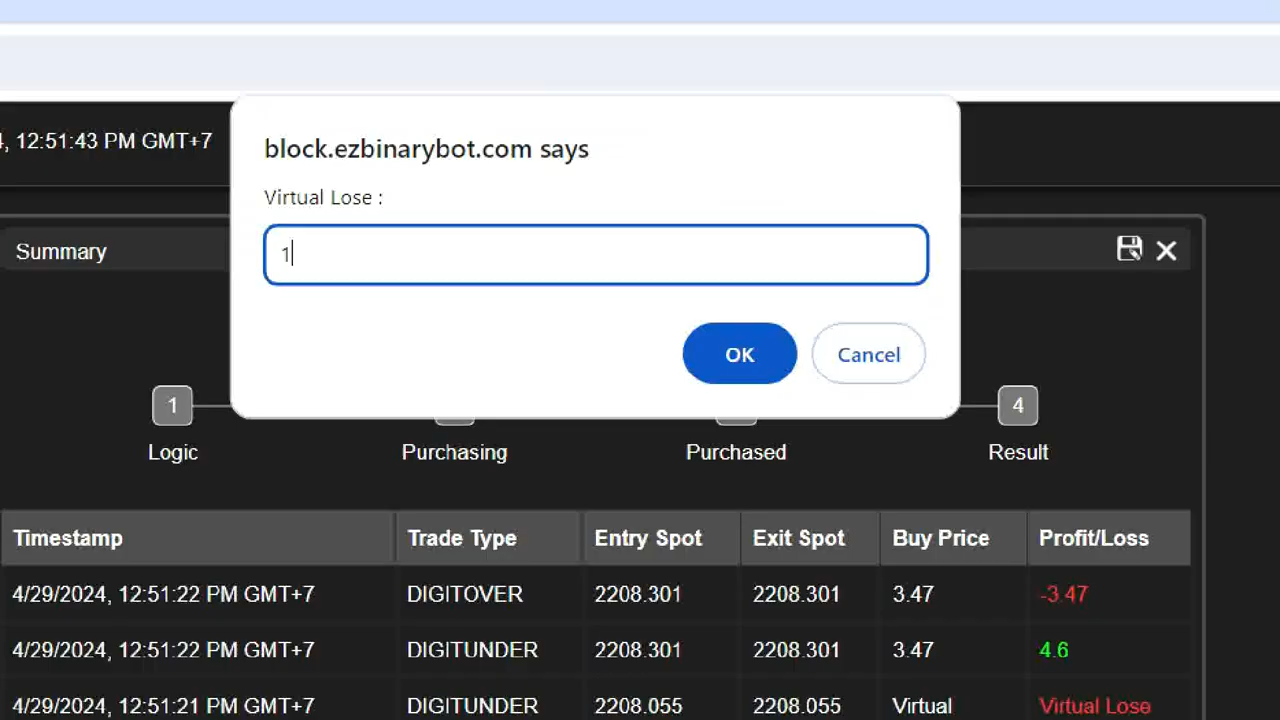 4, 12:51:43 PM GMT+7
block.ezbinarybot.com says
Virtual Lose :
1
OK Cancel
Summary
1 4
Logic Purchasing Purchased Result
Timestamp Trade Type Entry Spot Exit Spot Buy Price Profit/Loss
4/29/2024, 12:51:22 PM GMT+7 DIGITOVER 2208.301 2208.301 3.47 -3.47
4/29/2024, 12:51:22 PM GMT+7 DIGITUNDER 2208.301 2208.301 3.47 4.6
4/29/2024, 12:51:21 PM GMT+7 DIGITUNDER 2208.055 2208.055 Virtual Virtual Lose